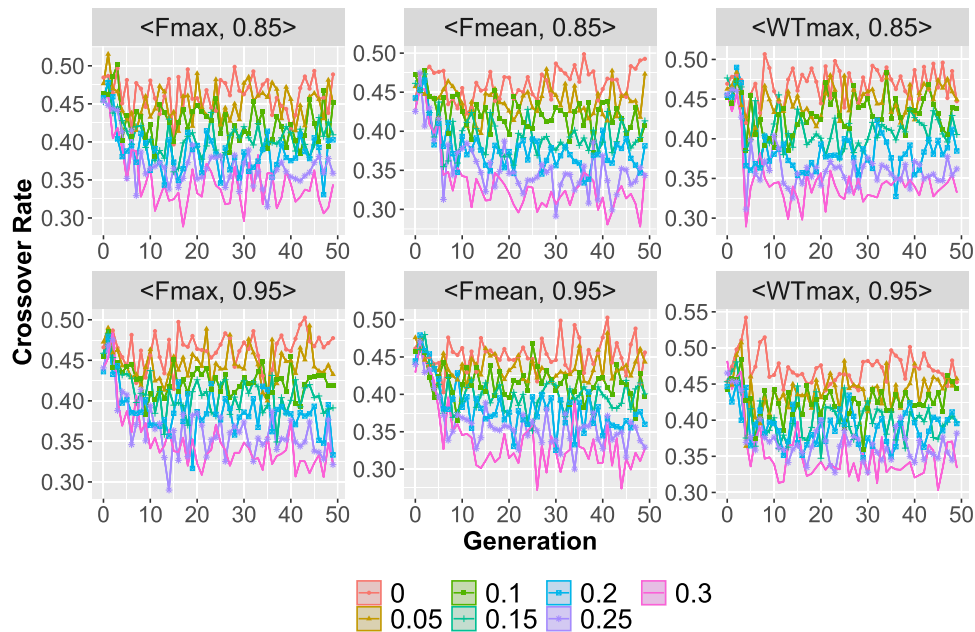 <Fmax, 0.85> <Fmean, 0.85> <WTmax, 0.85>
0.50 0.50 0.50
0.45 0.45 0.45
0.40 0.40 0.40
0.35 0.35 0.35
0.30 0.30 0.30
0 10 20 30 40 50 0 10 20 30 40 50 0 10 20 30 40 50
Crossover Rate
<Fmax, 0.95> <Fmean, 0.95> <WTmax, 0.95>
0.50 0.50 0.55
0.45 0.45 0.50
0.40 0.40 0.45
0.35 0.35 0.40
0.30 0.30 0.35
0.30
0 10 20 30 40 50 0 10 20 30 40 50 0 10 20 30 40 50
Generation
0 0.1 0.2 0.3
0.05 0.15 0.25